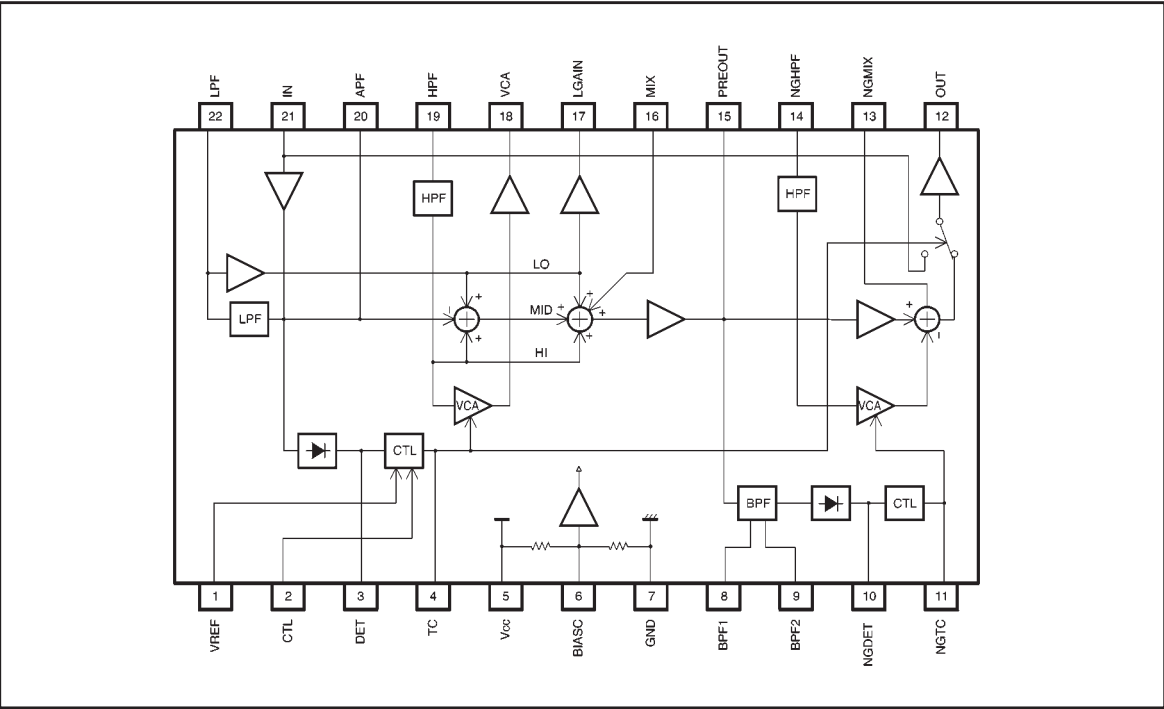 LPF IN APF HPF VCA LGAIN MIX PREOUT NGHPF NGMIX OUT
22 21 20 19 18 17 16 15 14 13 12
HPF HPF
LO
+ +
LPF - + MID + + + + +
+ + -
HI
VCA VCA
CTL
BPF CTL
1 2 3 4 5 6 7 8 9 10 11
VREF CTL DET TC Vcc BIASC GND BPF1 BPF2 NGDET NGTC